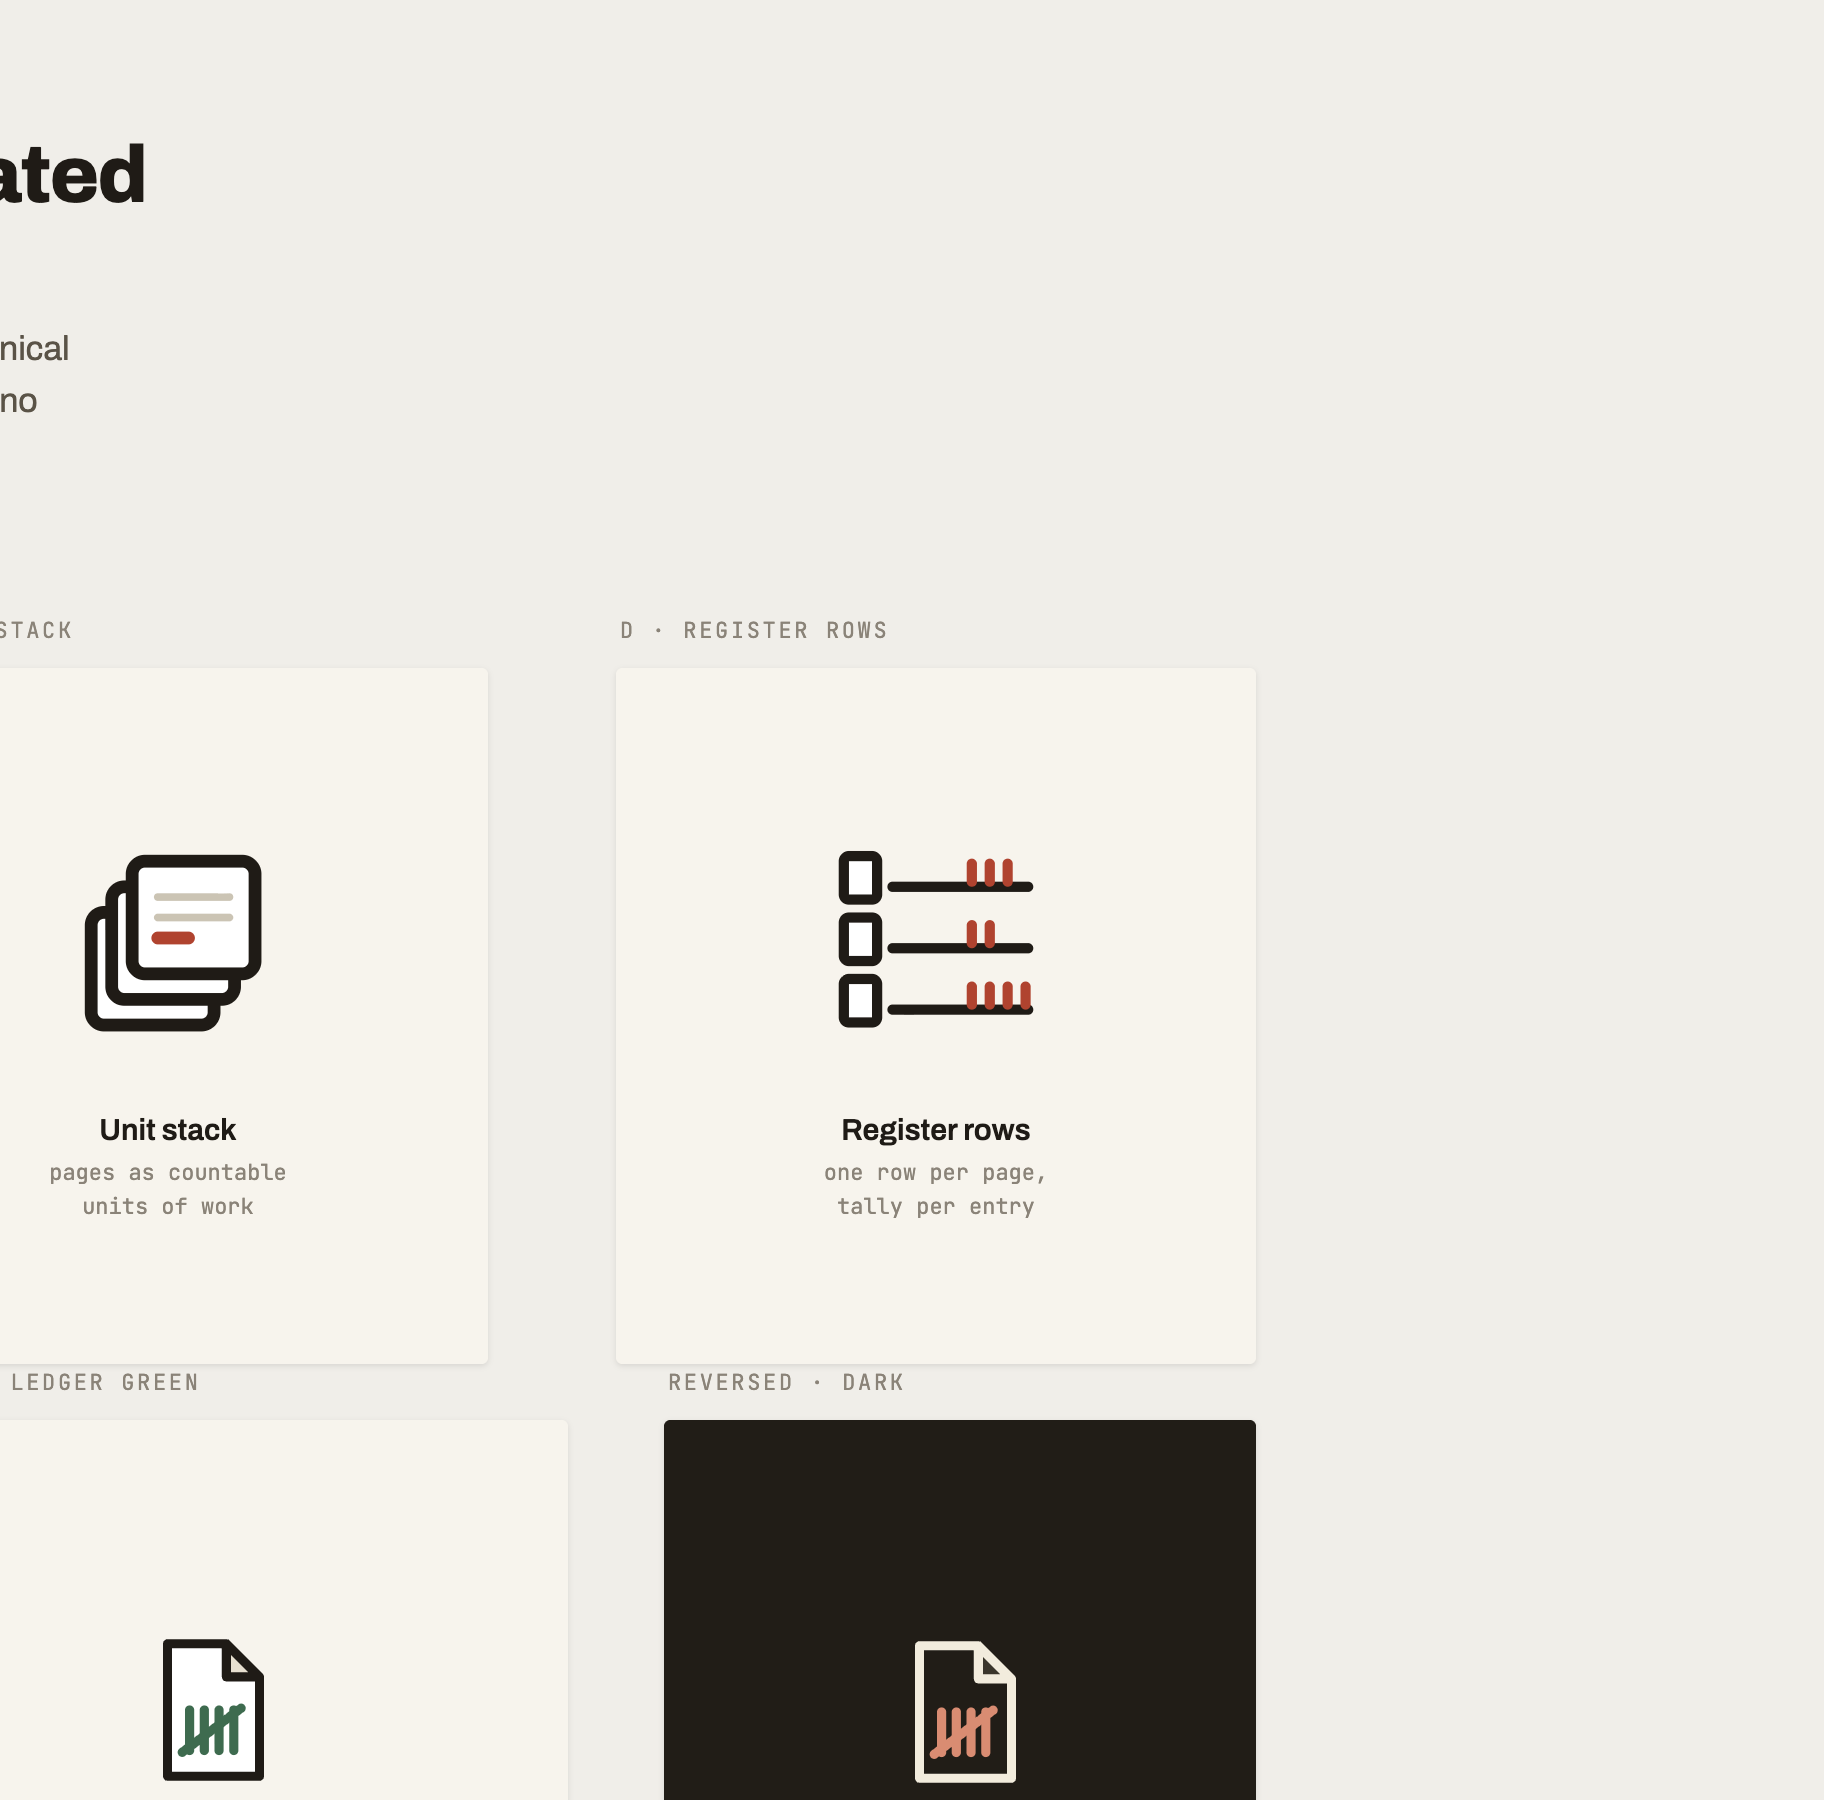 ated
nical
no
STACK
D · REGISTER ROWS
Unit stack
pages as countable
units of work
Register rows
one row per page,
tally per entry
LEDGER GREEN
REVERSED · DARK